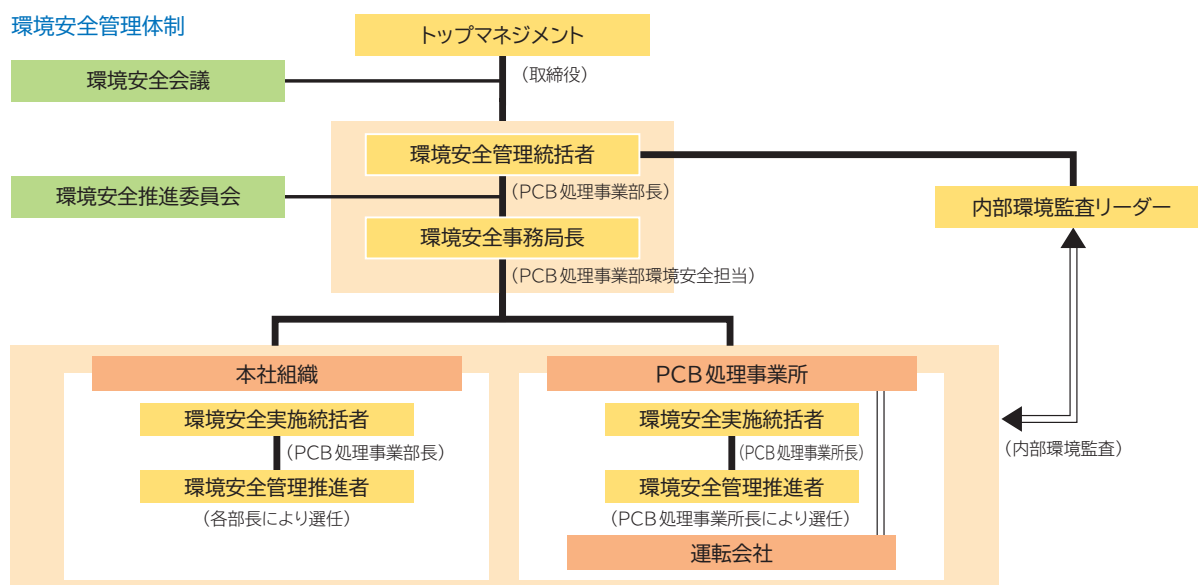 環境安全管理体制
トップマネジメント
(取締役)
環境安全会議
環境安全管理統括者
(PCB処理事業部長)
環境安全推進委員会
内部環境監査リーダー
環境安全事務局長
(PCB処理事業部環境安全担当)
本社組織
PCB処理事業所
環境安全実施統括者
環境安全実施統括者
(PCB処理事業部長)
(PCB処理事業所長)
(内部環境監査)
環境安全管理推進者
環境安全管理推進者
(各部長により選任)
(PCB処理事業所長により選任)
運転会社